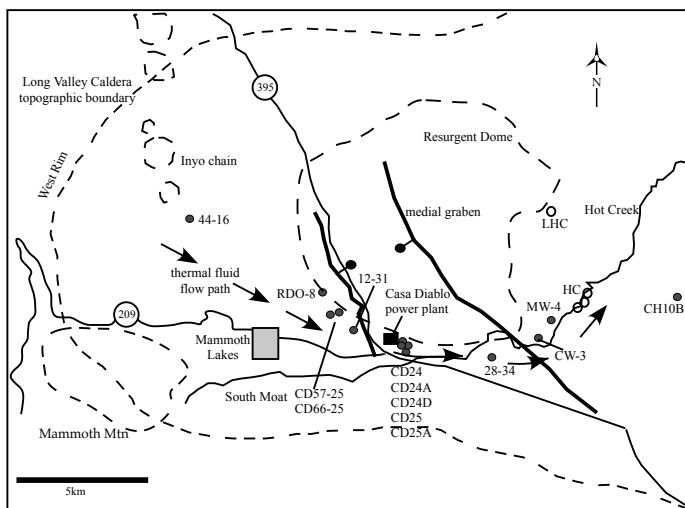 Long Valley Caldera
topographic boundary
395
N
Resurgent Dome
West Rim
Inyo chain
44-16
medial graben
LHC
Hot Creek
thermal fluid
flow path
RDO-8
12-31
Casa Diablo
power plant
HC
MW-4
CH10B
209
Mammoth
Lakes
CW-3
28-34
South Moat
CD57-25
CD66-25
CD24
CD24A
CD24D
CD25
CD25A
Mammoth Mtn
5km